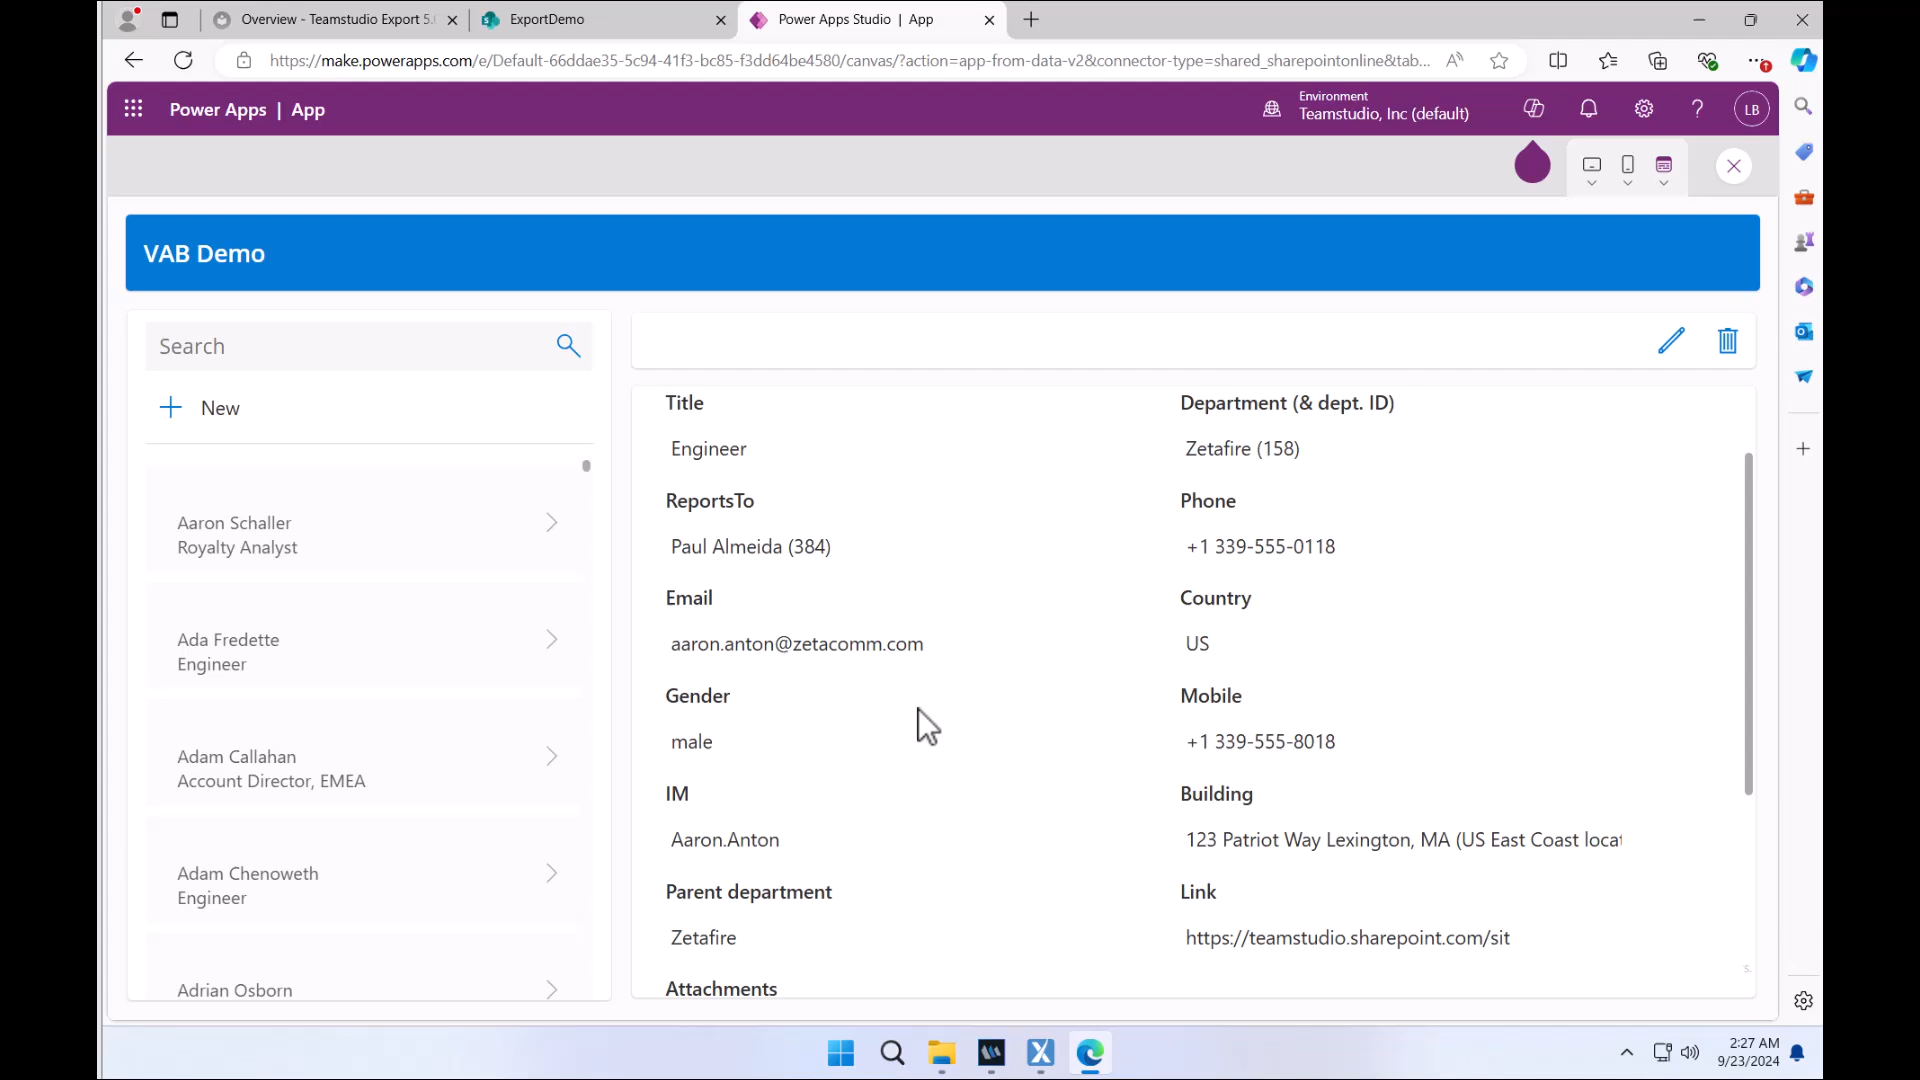 Overview - Teamstudio Export 5.
ExportDemo
Power Apps Studio | App
https://make.powerapps.com/e/Default-66ddae35-5c94-41f3-bc85-f3dd64be4580/canvas/?action=app-from-data-v2&connector-type=shared_sharepointonline&tab...
Power Apps | App
Environment
Teamstudio, Inc (default)
LB
VAB Demo
Search
New
Aaron Schaller
Royalty Analyst
Ada Fredette
Engineer
Adam Callahan
Account Director, EMEA
Adam Chenoweth
Engineer
Adrian Osborn
Title
Engineer
Department (& dept. ID)
Zetafire (158)
ReportsTo
Paul Almeida (384)
Phone
+1 339-555-0118
Email
aaron.anton@zetacomm.com
Country
US
Gender
male
Mobile
+1 339-555-8018
IM
Aaron.Anton
Building
123 Patriot Way Lexington, MA (US East Coast locat
Parent department
Zetafire
Link
https://teamstudio.sharepoint.com/sit
s.
Attachments
2:27 AM
9/23/2024